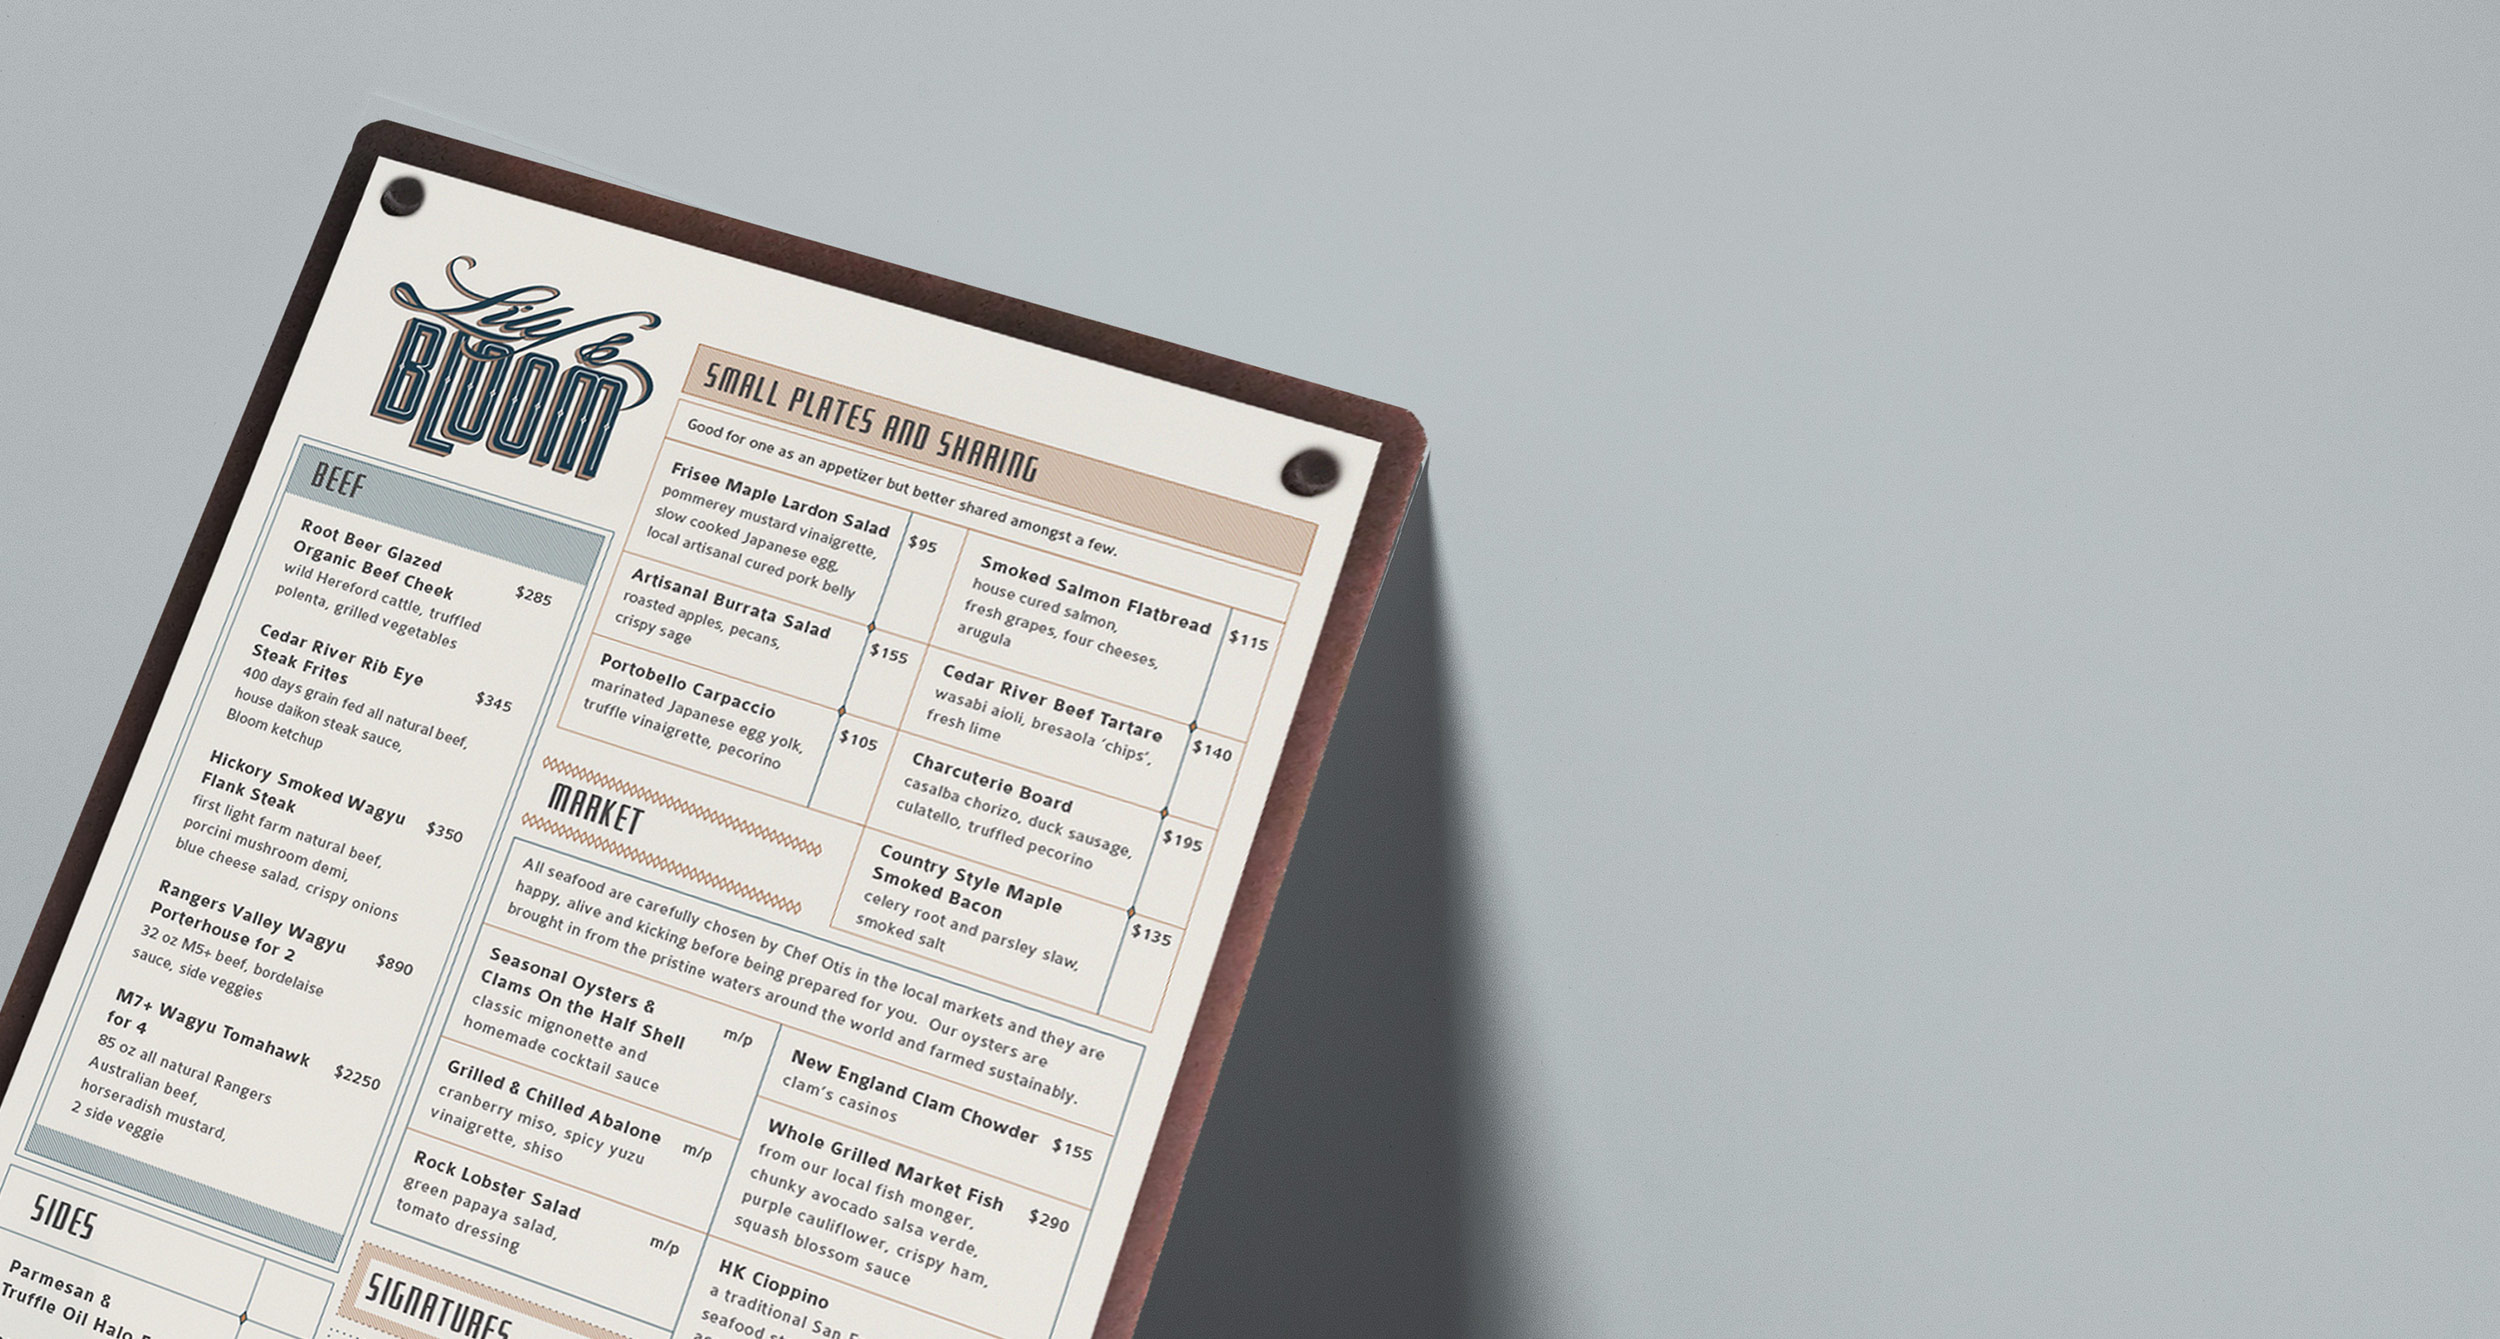 Lily &
BLOOM
BEEF
Root Beer Glazed
Organic Beef Cheek
wild Hereford cattle, truffled
polenta, grilled vegetables
$285
Cedar River Rib Eye
Steak Frites
400 days grain fed all natural beef,
house daikon steak sauce,
Bloom ketchup
$345
Hickory Smoked Wagyu
Flank Steak
first light farm natural beef,
porcini mushroom demi,
blue cheese salad, crispy onions
$350
Rangers Valley Wagyu
Porterhouse for 2
32 oz M5+ beef, bordelaise
sauce, side veggies
$890
M7+ Wagyu Tomahawk
for 4
85 oz all natural Rangers
Australian beef,
horseradish mustard,
2 side veggie
$2250
SIDES
Parmesan &
Truffle Oil Halo
SMALL PLATES AND SHARING
Good for one as an appetizer but better shared amongst a few.
Frisee Maple Lardon Salad
pommerey mustard vinaigrette,
slow cooked Japanese egg,
local artisanal cured pork belly
$95
Artisanal Burrata Salad
roasted apples, pecans,
crispy sage
$155
Portobello Carpaccio
marinated Japanese egg yolk,
truffle vinaigrette, pecorino
$105
Smoked Salmon Flatbread
house cured salmon,
fresh grapes, four cheeses,
arugula
$115
Cedar River Beef Tartare
wasabi aioli, bresaola ‘chips’,
fresh lime
$140
Charcuterie Board
casalba chorizo, duck sausage,
culatello, truffled pecorino
$195
Country Style Maple
Smoked Bacon
celery root and parsley slaw,
smoked salt
$135
MARKET
All seafood are carefully chosen by Chef Otis in the local markets and they are
happy, alive and kicking before being prepared for you. Our oysters are
brought in from the pristine waters around the world and farmed sustainably.
Seasonal Oysters &
Clams On the Half Shell
classic mignonette and
homemade cocktail sauce
m/p
Grilled & Chilled Abalone
cranberry miso, spicy yuzu
vinaigrette, shiso
m/p
Rock Lobster Salad
green papaya salad,
tomato dressing
m/p
New England Clam Chowder
clam’s casinos
$155
Whole Grilled Market Fish
from our local fish monger,
chunky avocado salsa verde,
purple cauliflower, crispy ham,
squash blossom sauce
$290
HK Cioppino
a traditional San
seafood
SIGNATURES